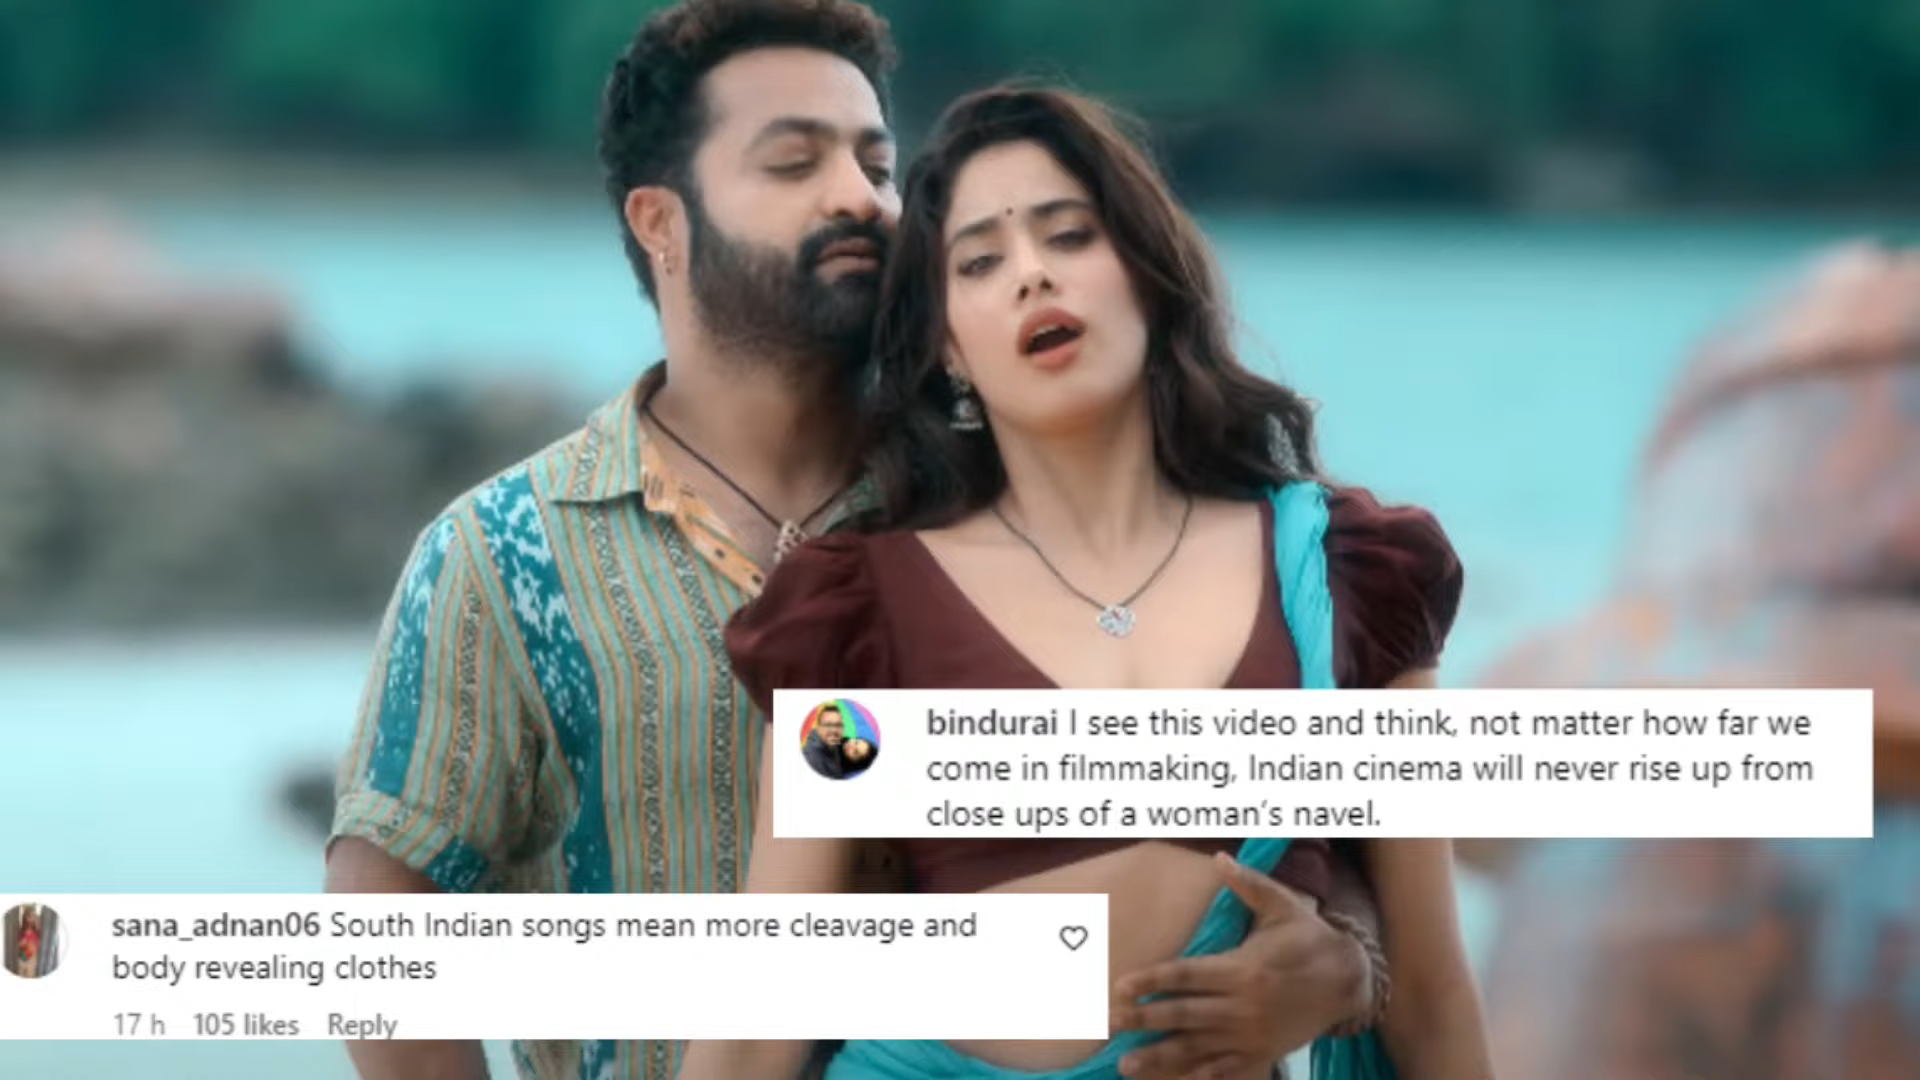 bindurai I see this video and think, not matter how far we
come in filmmaking, Indian cinema will never rise up from
close ups of a woman’s navel.
sana_adnan06 South Indian songs mean more cleavage and
body revealing clothes
17 h 105 likes Reply